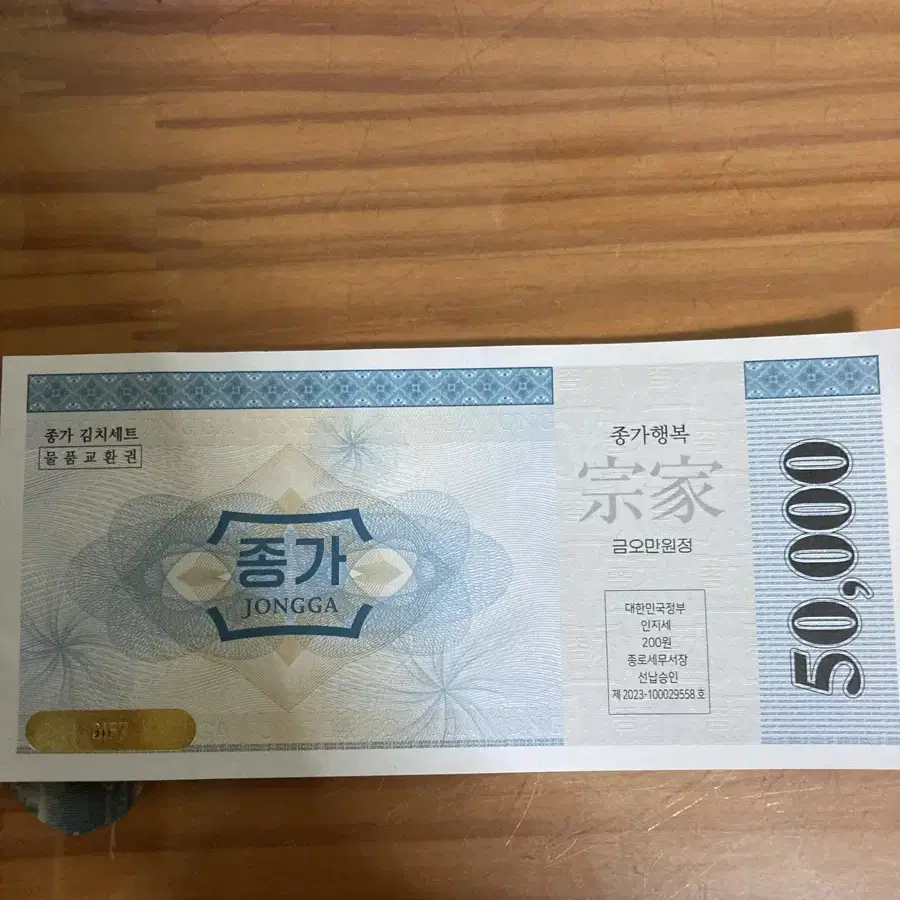 종가 김치세트
물품교환권
종가
JONGGA
GIFT
종가행복
宗家
금오만원정
대한민국정부
인지세
200원
종로세무서장
선납승인
제 2023-100029558 호
50,000